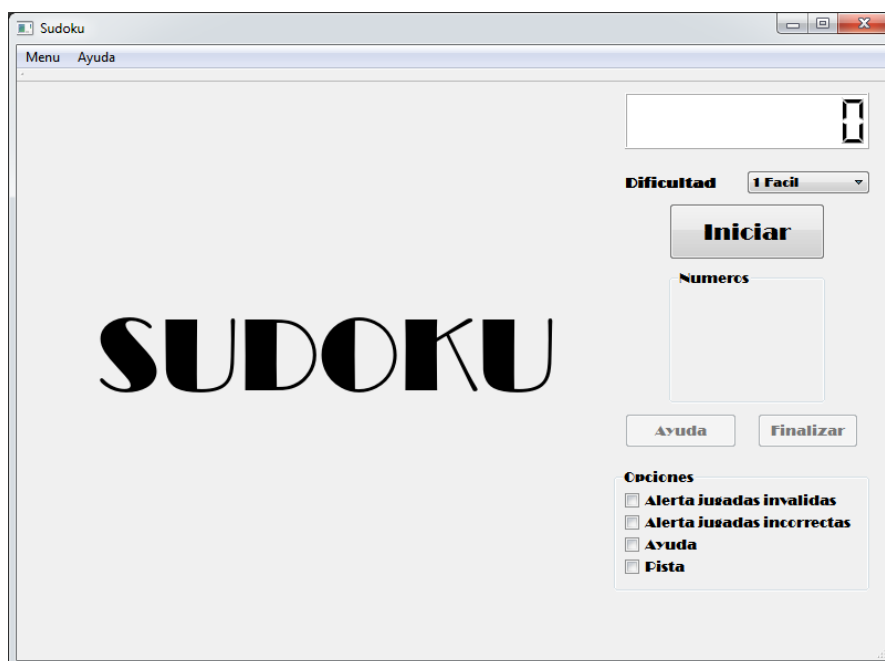 Sudoku
Menu Ayuda
0
Dificultad 1 Facil
Iniciar
Numeros
SUDOKU
Ayuda Finalizar
Opciones
Alerta jugadas invalidas
Alerta jugadas incorrectas
Ayuda
Pista